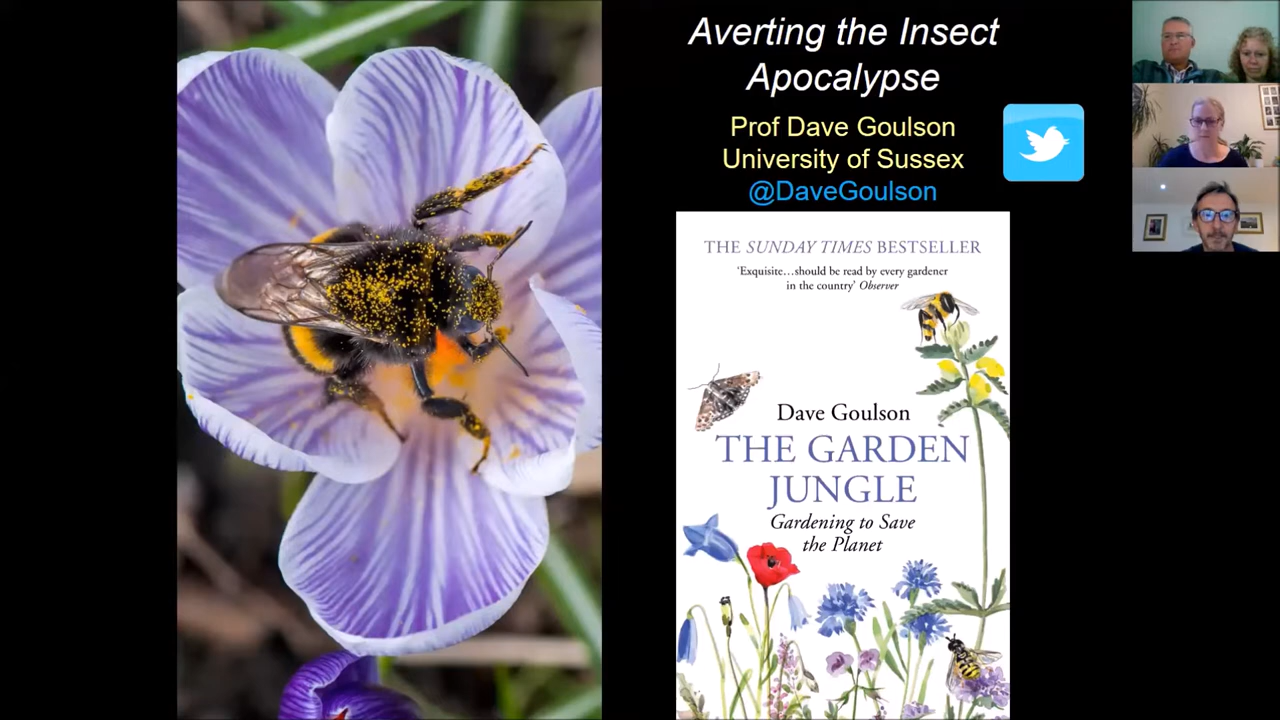 Averting the Insect
Apocalypse
Prof Dave Goulson
University of Sussex
@DaveGoulson
THE SUNDAY TIMES BESTSELLER
‘Exquisite…should be read by every gardener
in the country’ Observer
Dave Goulson
THE GARDEN
JUNGLE
Gardening to Save
the Planet